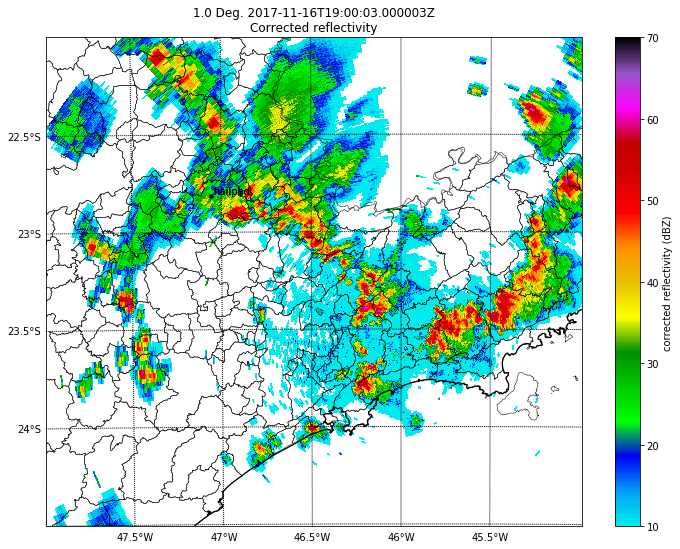 1.0 Deg. 2017-11-16T19:00:03.000003Z
Corrected reflectivity
22.5°S
23°S
23.5°S
24°S
47.5°W
47°W
46.5°W
46°W
45.5°W
70
60
50
40
30
20
10
corrected reflectivity (dBZ)